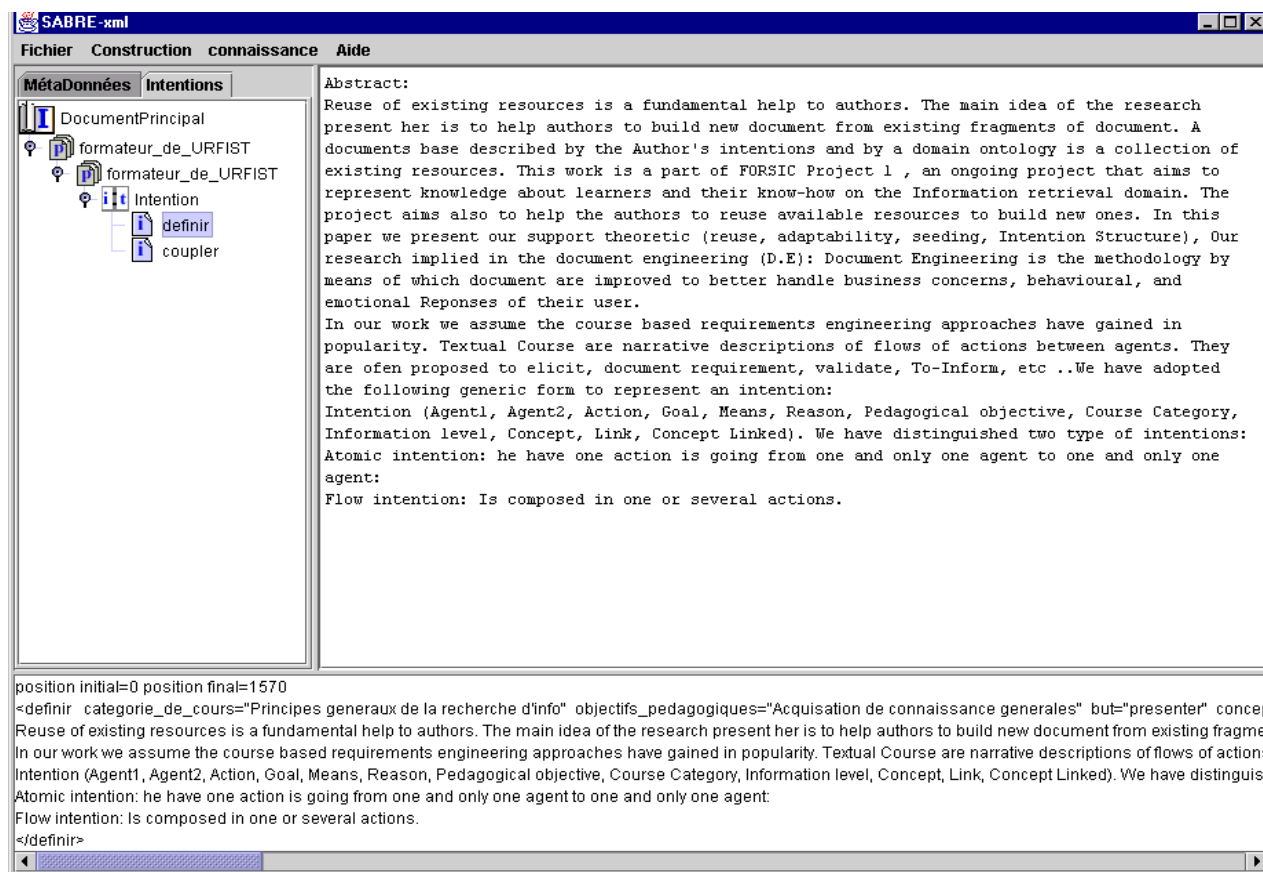 SABRE-xml
Fichier Construction connaissance Aide
MétaDonnées Intentions
DocumentPrincipal
formateur_de_URFIST
formateur_de_URFIST
Intention
definir
coupler
Abstract:
Reuse of existing resources is a fundamental help to authors. The main idea of the research
present her is to help authors to build new document from existing fragments of document. A
documents base described by the Author's intentions and by a domain ontology is a collection of
existing resources. This work is a part of FORSIC Project 1 , an ongoing project that aims to
represent knowledge about learners and their know-how on the Information retrieval domain. The
project aims also to help the authors to reuse available resources to build new ones. In this
paper we present our support theoretic (reuse, adaptability, seeding, Intention Structure), Our
research implied in the document engineering (D.E): Document Engineering is the methodology by
means of which document are improved to better handle business concerns, behavioural, and
emotional Reponses of their user.
In our work we assume the course based requirements engineering approaches have gained in
popularity. Textual Course are narrative descriptions of flows of actions between agents. They
are ofen proposed to elicit, document requirement, validate, To-Inform, etc ..We have adopted
the following generic form to represent an intention:
Intention (Agent1, Agent2, Action, Goal, Means, Reason, Pedagogical objective, Course Category,
Information level, Concept, Link, Concept Linked). We have distinguished two type of intentions:
Atomic intention: he have one action is going from one and only one agent to one and only one
agent:
Flow intention: Is composed in one or several actions.
position initial=0 position final=1570
<definir categorie_de_cours="Principes generaux de la recherche d'info" objectifs_pedagogiques="Acquisation de connaissance generales" but="presenter" conce
Reuse of existing resources is a fundamental help to authors. The main idea of the research present her is to help authors to build new document from existing fragme
In our work we assume the course based requirements engineering approaches have gained in popularity. Textual Course are narrative descriptions of flows of action
Intention (Agent1, Agent2, Action, Goal, Means, Reason, Pedagogical objective, Course Category, Information level, Concept, Link, Concept Linked). We have distinguis
Atomic intention: he have one action is going from one and only one agent to one and only one agent:
Flow intention: Is composed in one or several actions.
</definir>